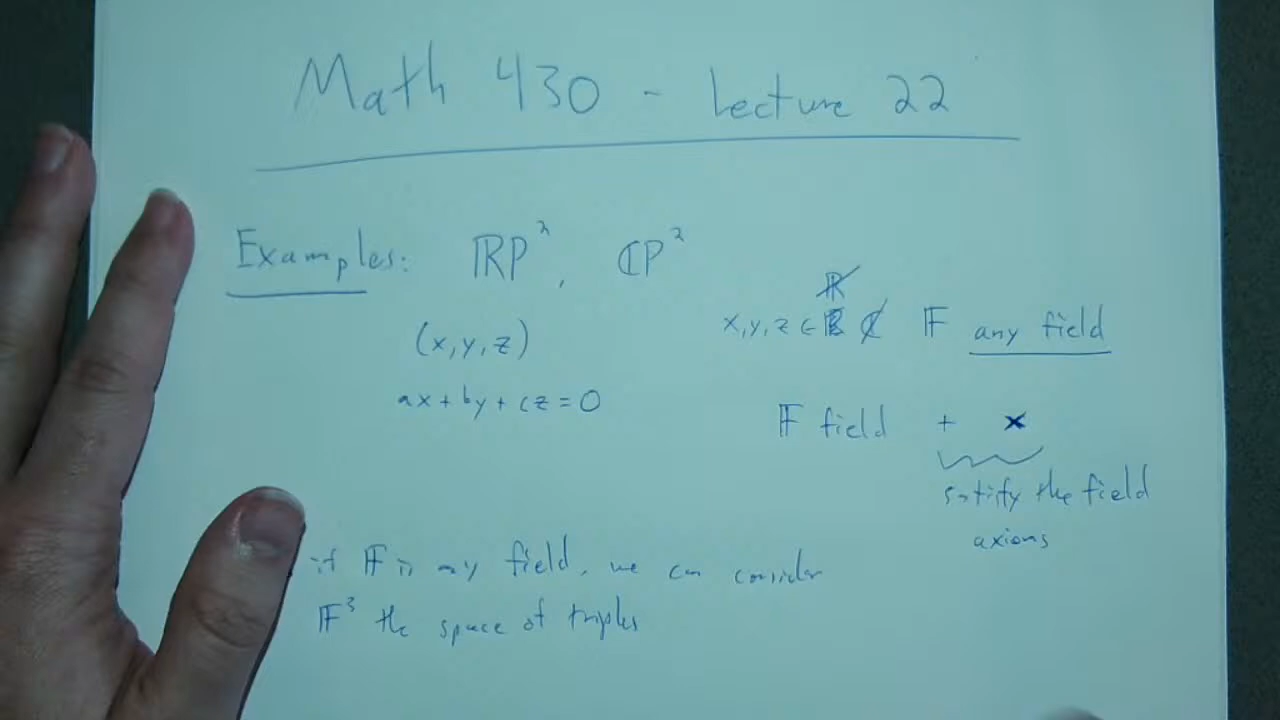 Math 430 - Lecture 22
Examples: ℝP², ℂP²
(x,y,z)
ax+by+cz=0
x,y,z ∈ ℝ ℂ 𝔽 any field
𝔽 field + ×
satify the field
axioms
if 𝔽 is any field, we can consider
𝔽³ the space of triples